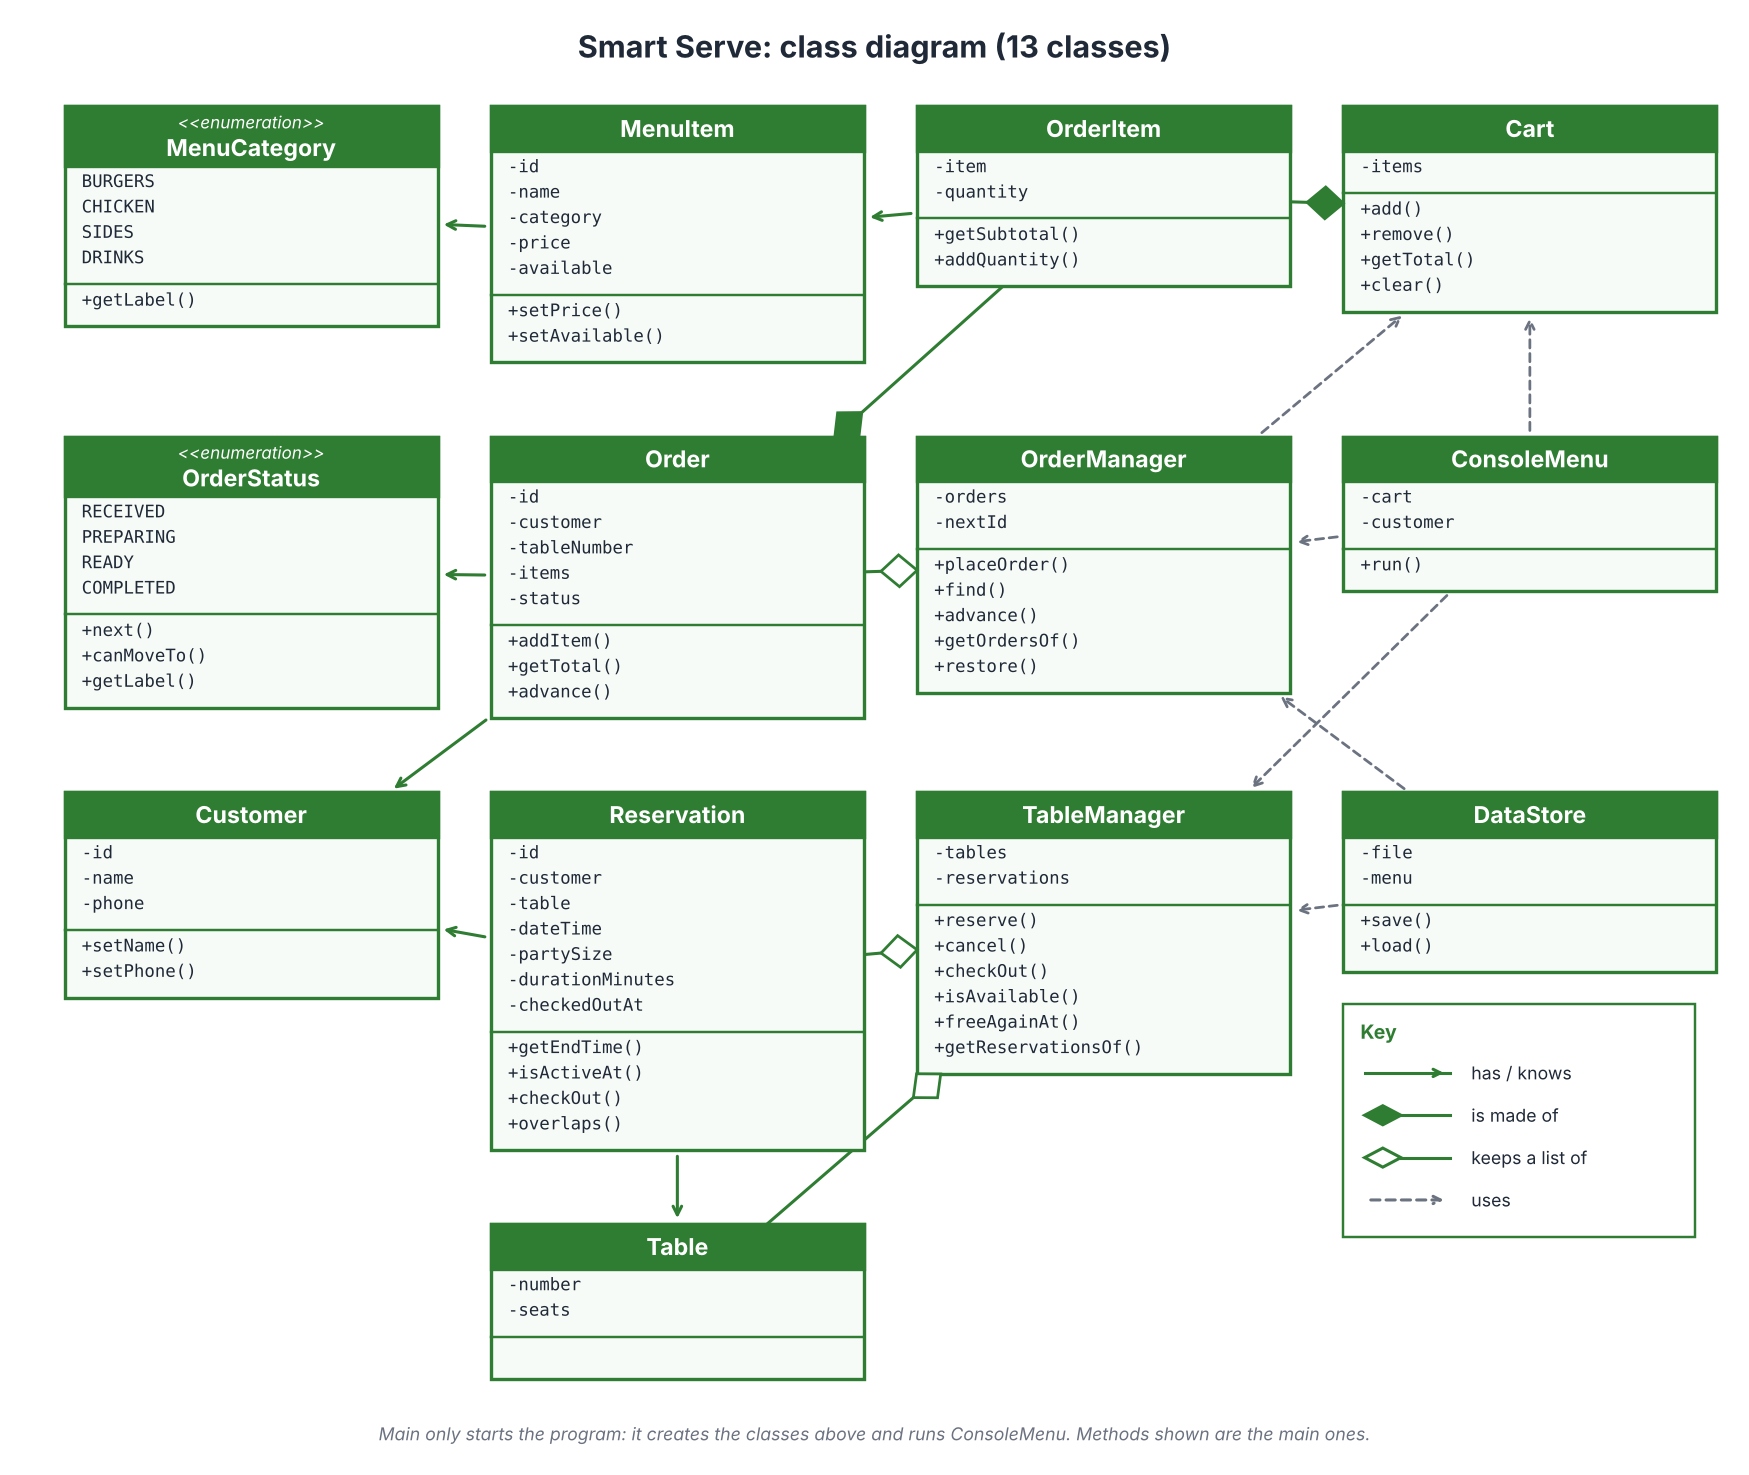 Smart Serve: class diagram (13 classes)
<<enumeration>>
MenuCategory
BURGERS
CHICKEN
SIDES
DRINKS
+getLabel()
MenuItem
-id
-name
-category
-price
-available
+setPrice()
+setAvailable()
OrderItem
-item
-quantity
+getSubtotal()
+addQuantity()
Cart
-items
+add()
+remove()
+getTotal()
+clear()
<<enumeration>>
OrderStatus
RECEIVED
PREPARING
READY
COMPLETED
+next()
+canMoveTo()
+getLabel()
Order
-id
-customer
-tableNumber
-items
-status
+addItem()
+getTotal()
+advance()
OrderManager
-orders
-nextId
+placeOrder()
+find()
+advance()
+getOrdersOf()
+restore()
ConsoleMenu
-cart
-customer
+run()
Customer
-id
-name
-phone
+setName()
+setPhone()
Reservation
-id
-customer
-table
-dateTime
-partySize
-durationMinutes
-checkedOutAt
+getEndTime()
+isActiveAt()
+checkOut()
+overlaps()
TableManager
-tables
-reservations
+reserve()
+cancel()
+checkOut()
+isAvailable()
+freeAgainAt()
+getReservationsOf()
DataStore
-file
-menu
+save()
+load()
Key
has / knows
is made of
keeps a list of
uses
Table
-number
-seats
Main only starts the program: it creates the classes above and runs ConsoleMenu. Methods shown are the main ones.